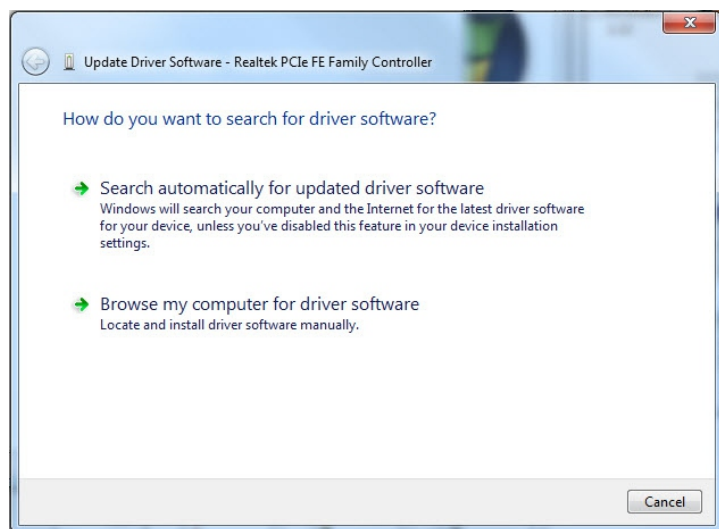 Update Driver Software - Realtek PCIe FE Family Controller
How do you want to search for driver software?
Search automatically for updated driver software
Windows will search your computer and the Internet for the latest driver software
for your device, unless you've disabled this feature in your device installation
settings.
Browse my computer for driver software
Locate and install driver software manually.
Cancel